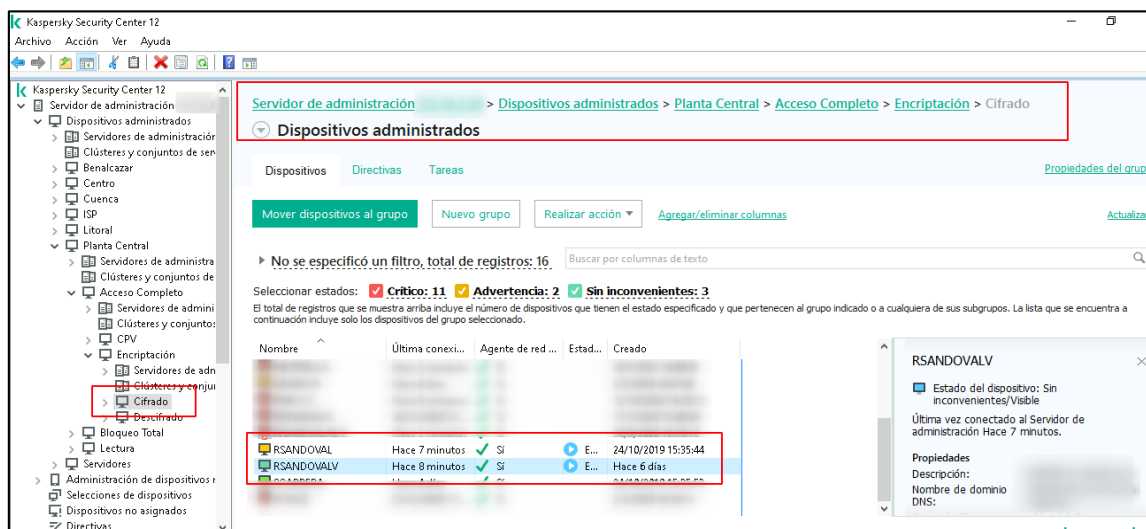 Kaspersky Security Center 12
Archivo Acción Ver Ayuda
Kaspersky Security Center 12
Servidor de administración
Dispositivos administrados
Servidores de administración
Clústeres y conjuntos de ser
Benalcazar
Centro
Cuenca
ISP
Litoral
Planta Central
Servidores de administra
Clústeres y conjuntos de
Acceso Completo
Servidores de admini
Clústeres y conjuntos
CPV
Encriptación
Servidores de adn
Clústeres y conjui
Cifrado
Descifrado
Bloqueo Total
Lectura
Servidores
Administración de dispositivos
Selecciones de dispositivos
Dispositivos no asignados
Directivas
Servidor de administración > Dispositivos administrados > Planta Central > Acceso Completo > Encriptación > Cifrado
Dispositivos administrados
Dispositivos Directivas Tareas
Propiedades del grup
Mover dispositivos al grupo Nuevo grupo Realizar acción Agregar/eliminar columnas
Actualiza
No se especificó un filtro, total de registros: 16
Buscar por columnas de texto
Seleccionar estados: Crítico: 11 Advertencia: 2 Sin inconvenientes: 3
El total de registros que se muestra arriba incluye el número de dispositivos que tienen el estado especificado y que pertenecen al grupo indicado o a cualquiera de sus subgrupos. La lista que se encuentra a
continuación incluye solo los dispositivos del grupo seleccionado.
Nombre Última conexi... Agente de red ... Estad... Creado
RSANDOVAL Hace 7 minutos Sí E... 24/10/2019 15:35:44
RSANDOVALV Hace 8 minutos Sí E... Hace 6 días
RSANDOVALV
Estado del dispositivo: Sin
inconvenientes/Visible
Última vez conectado al Servidor de
administración Hace 7 minutos.
Propiedades
Descripción:
Nombre de dominio
DNS: